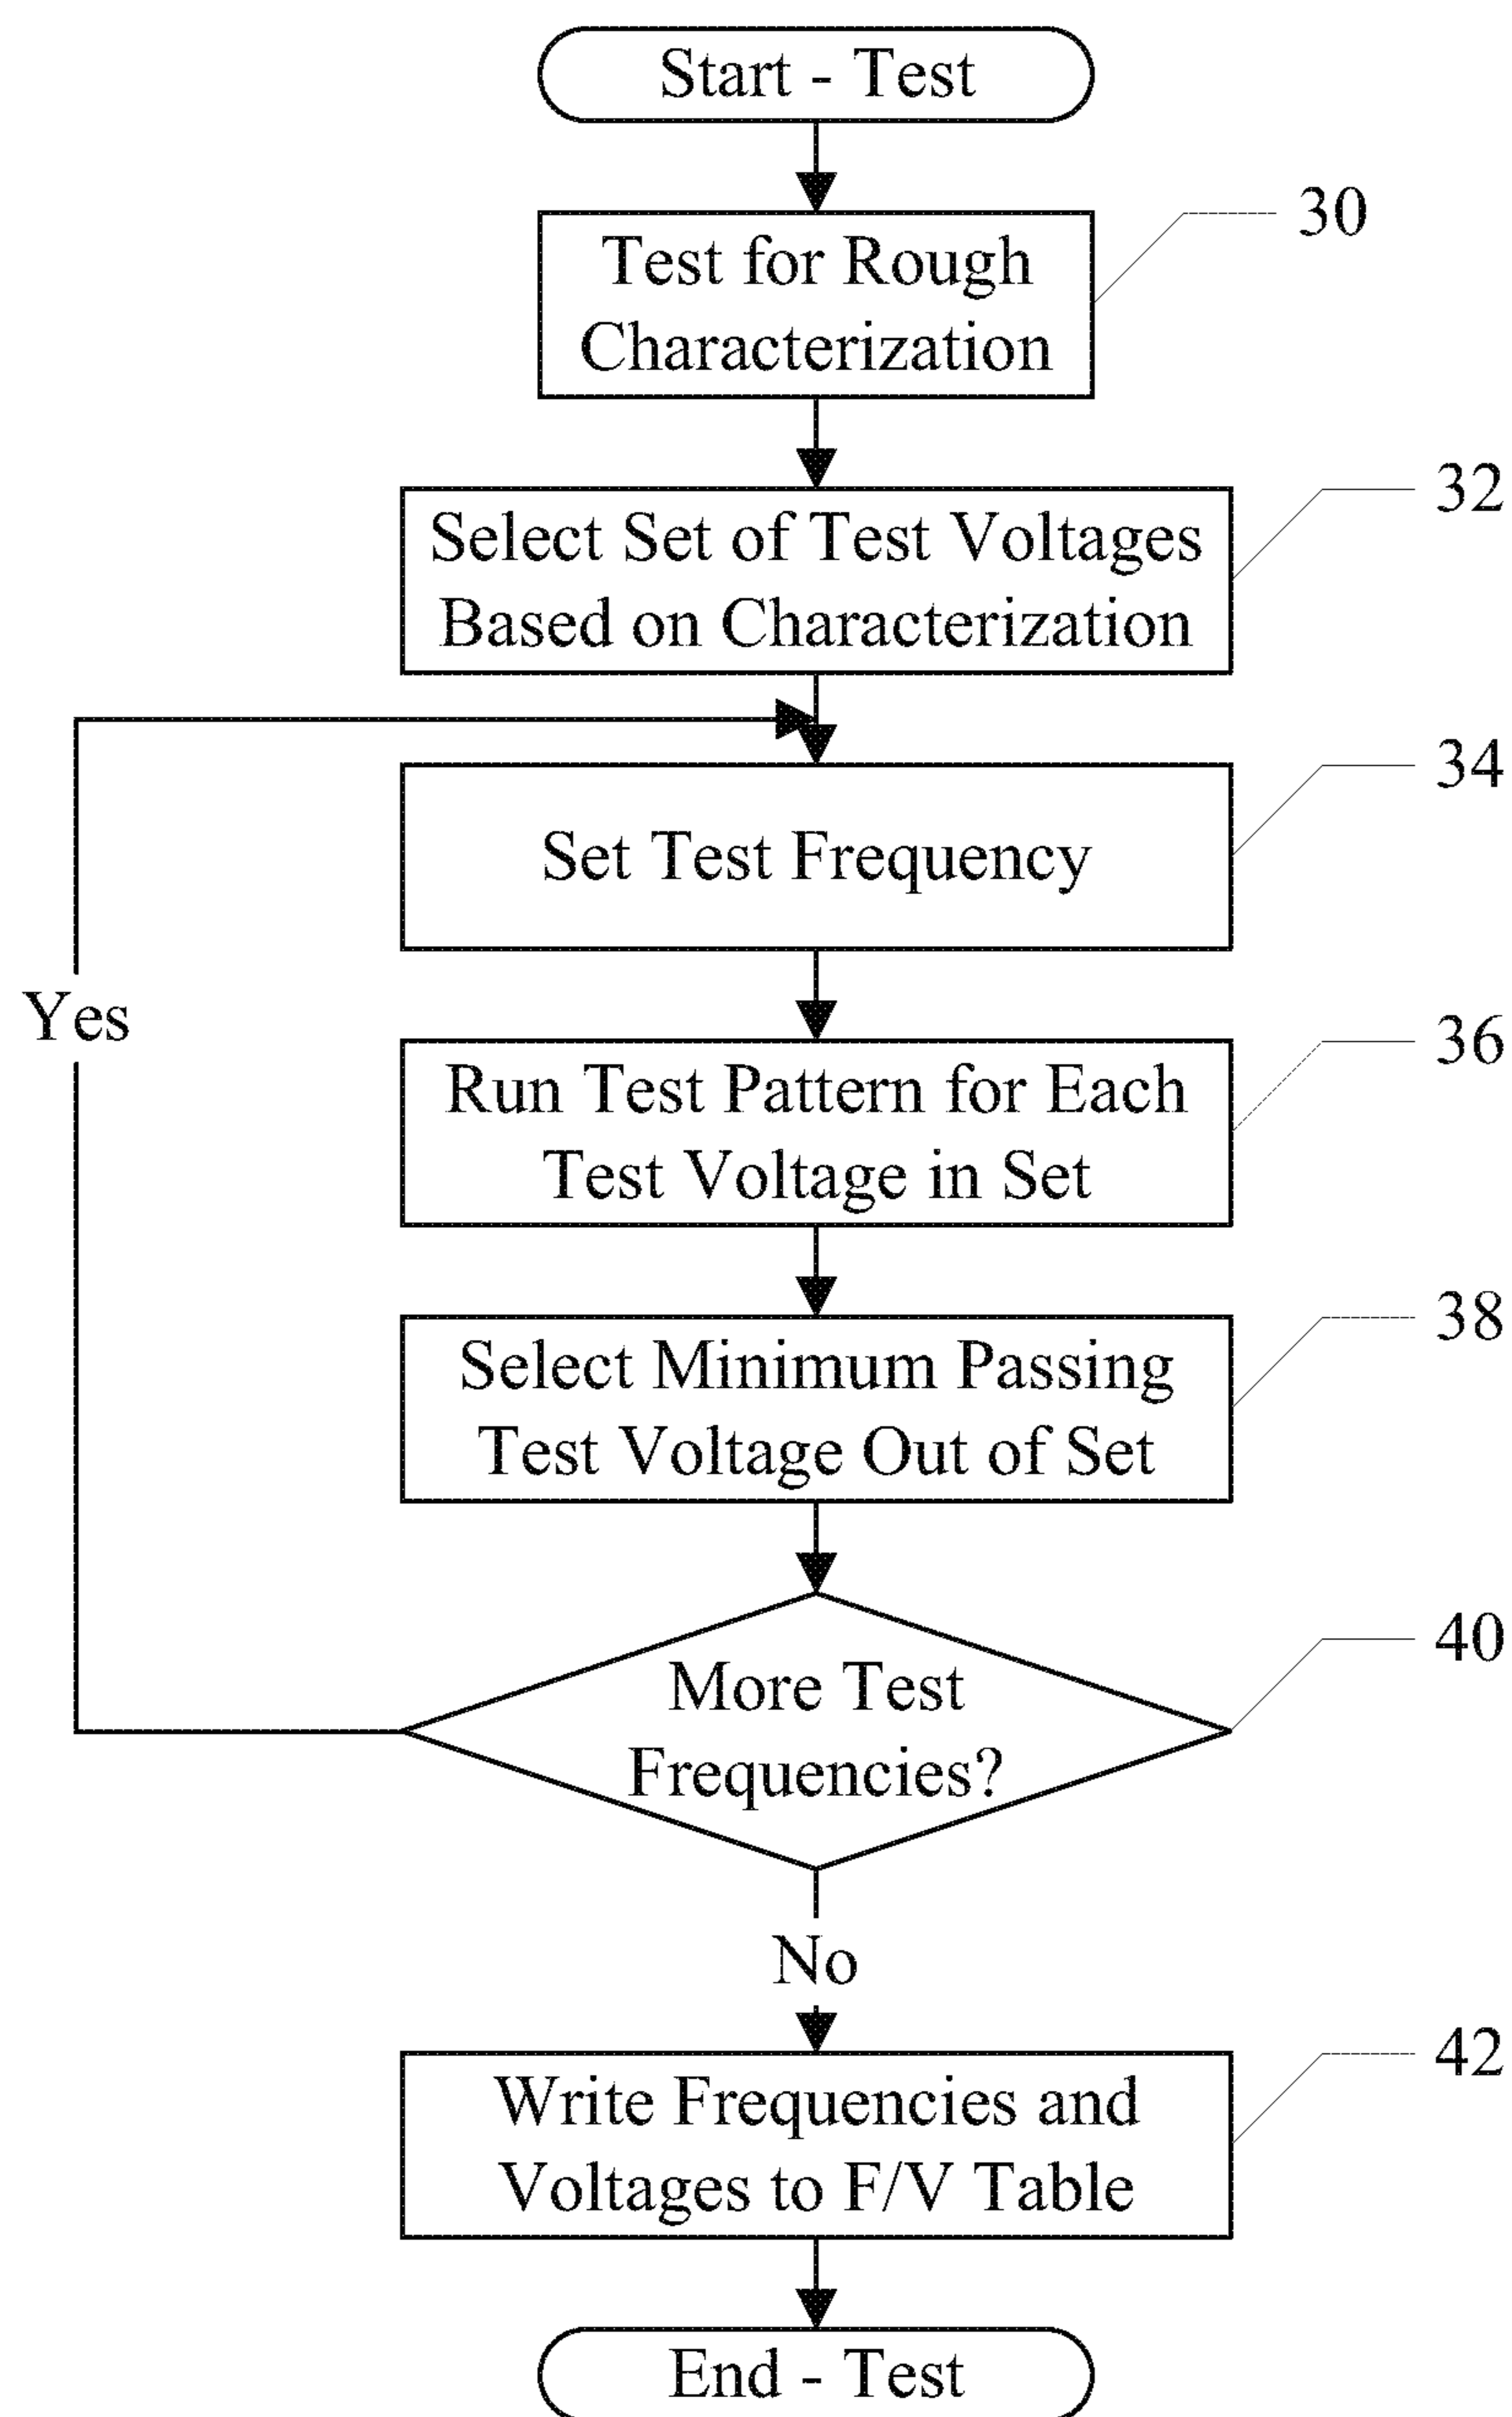 Start - Test
30
Test for Rough
Characterization
32
Select Set of Test Voltages
Based on Characterization
34
Set Test Frequency
Yes
36
Run Test Pattern for Each
Test Voltage in Set
38
Select Minimum Passing
Test Voltage Out of Set
40
More Test
Frequencies?
No
42
Write Frequencies and
Voltages to F/V Table
End - Test